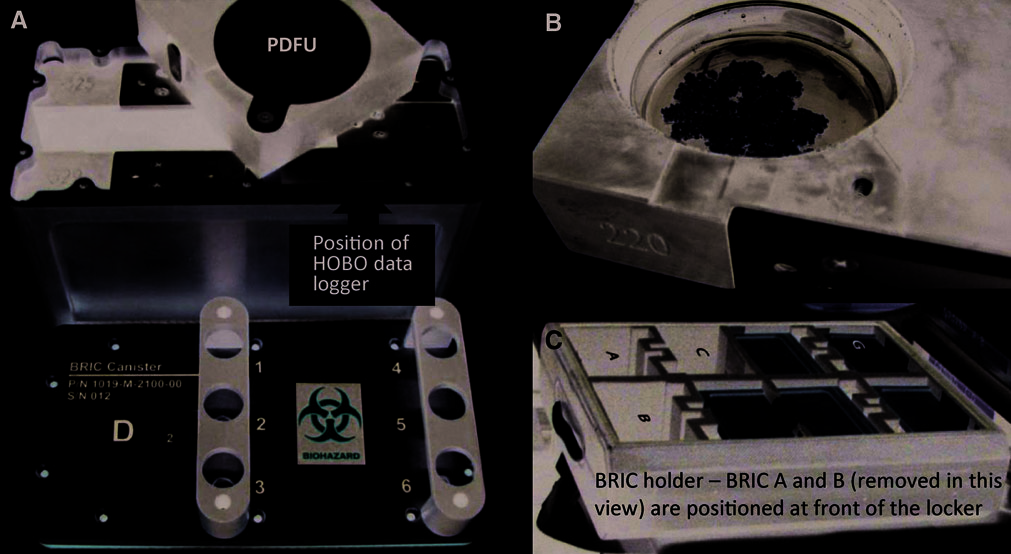 A
PDFU
325
320
Position of
HOBO data
logger
BRIC Canister
P/N 1019-M-2100-00
S/N 012
D
2
1
2
3
4
5
6
BIOHAZARD
B
220
C
A
C
G
B
BRIC holder – BRIC A and B (removed in this
view) are positioned at front of the locker